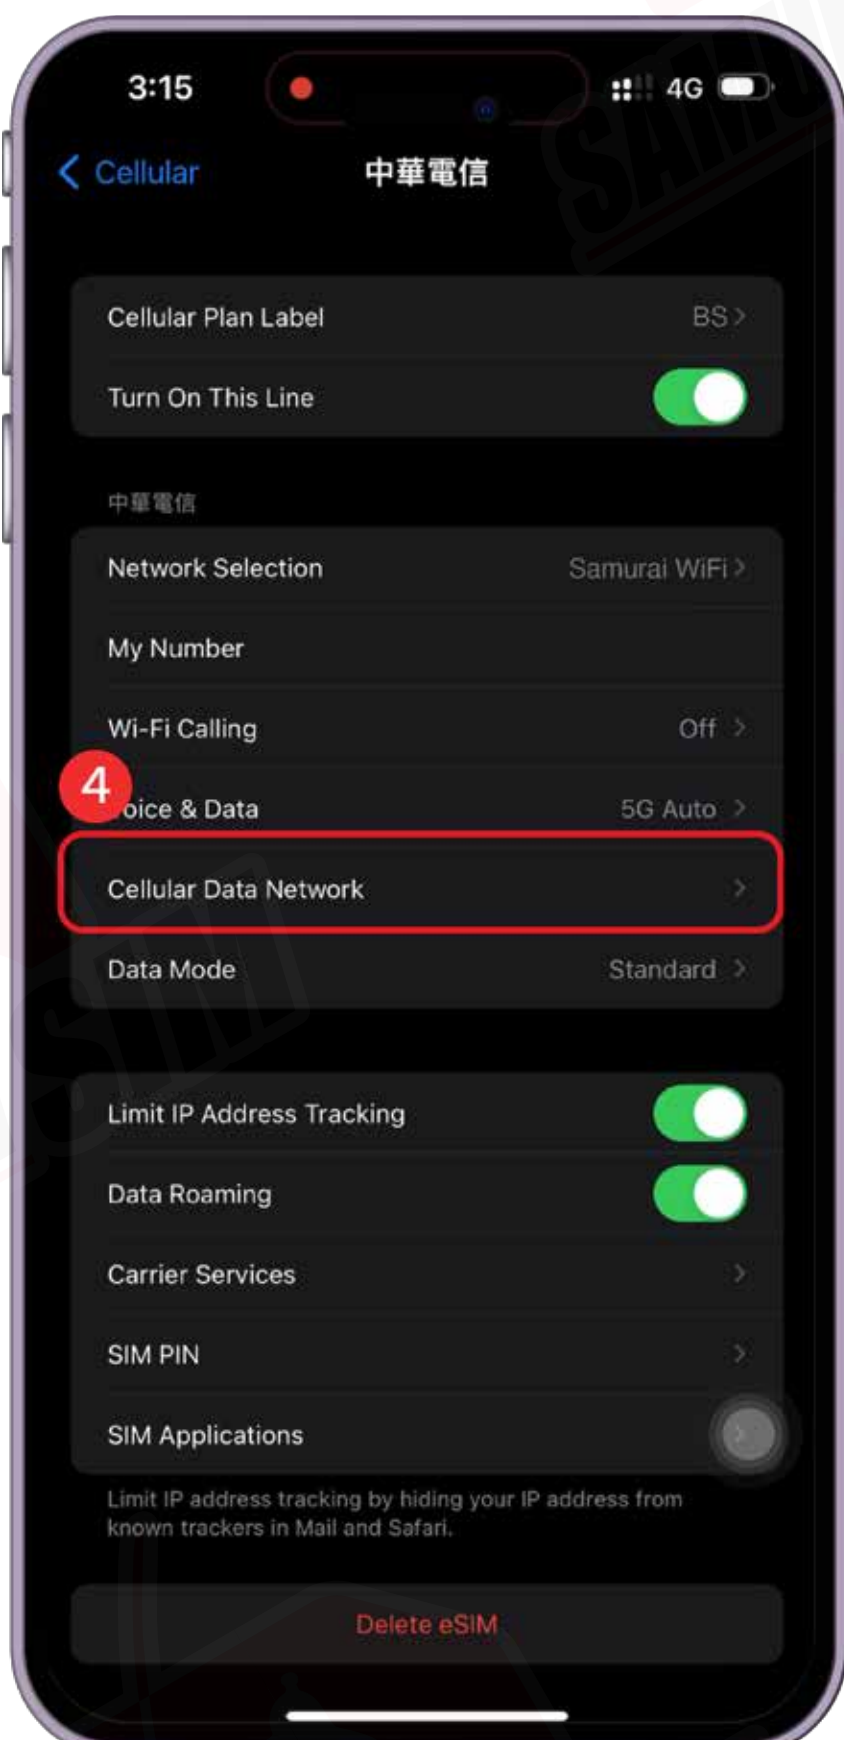 3:15
4G
Cellular
中華電信
Cellular Plan Label
BS
Turn On This Line
中華電信
Network Selection
Samurai WiFi
My Number
Wi-Fi Calling
Off
4
oice & Data
5G Auto
Cellular Data Network
Data Mode
Standard
Limit IP Address Tracking
Data Roaming
Carrier Services
SIM PIN
SIM Applications
Limit IP address tracking by hiding your IP address from
known trackers in Mail and Safari.
Delete eSIM